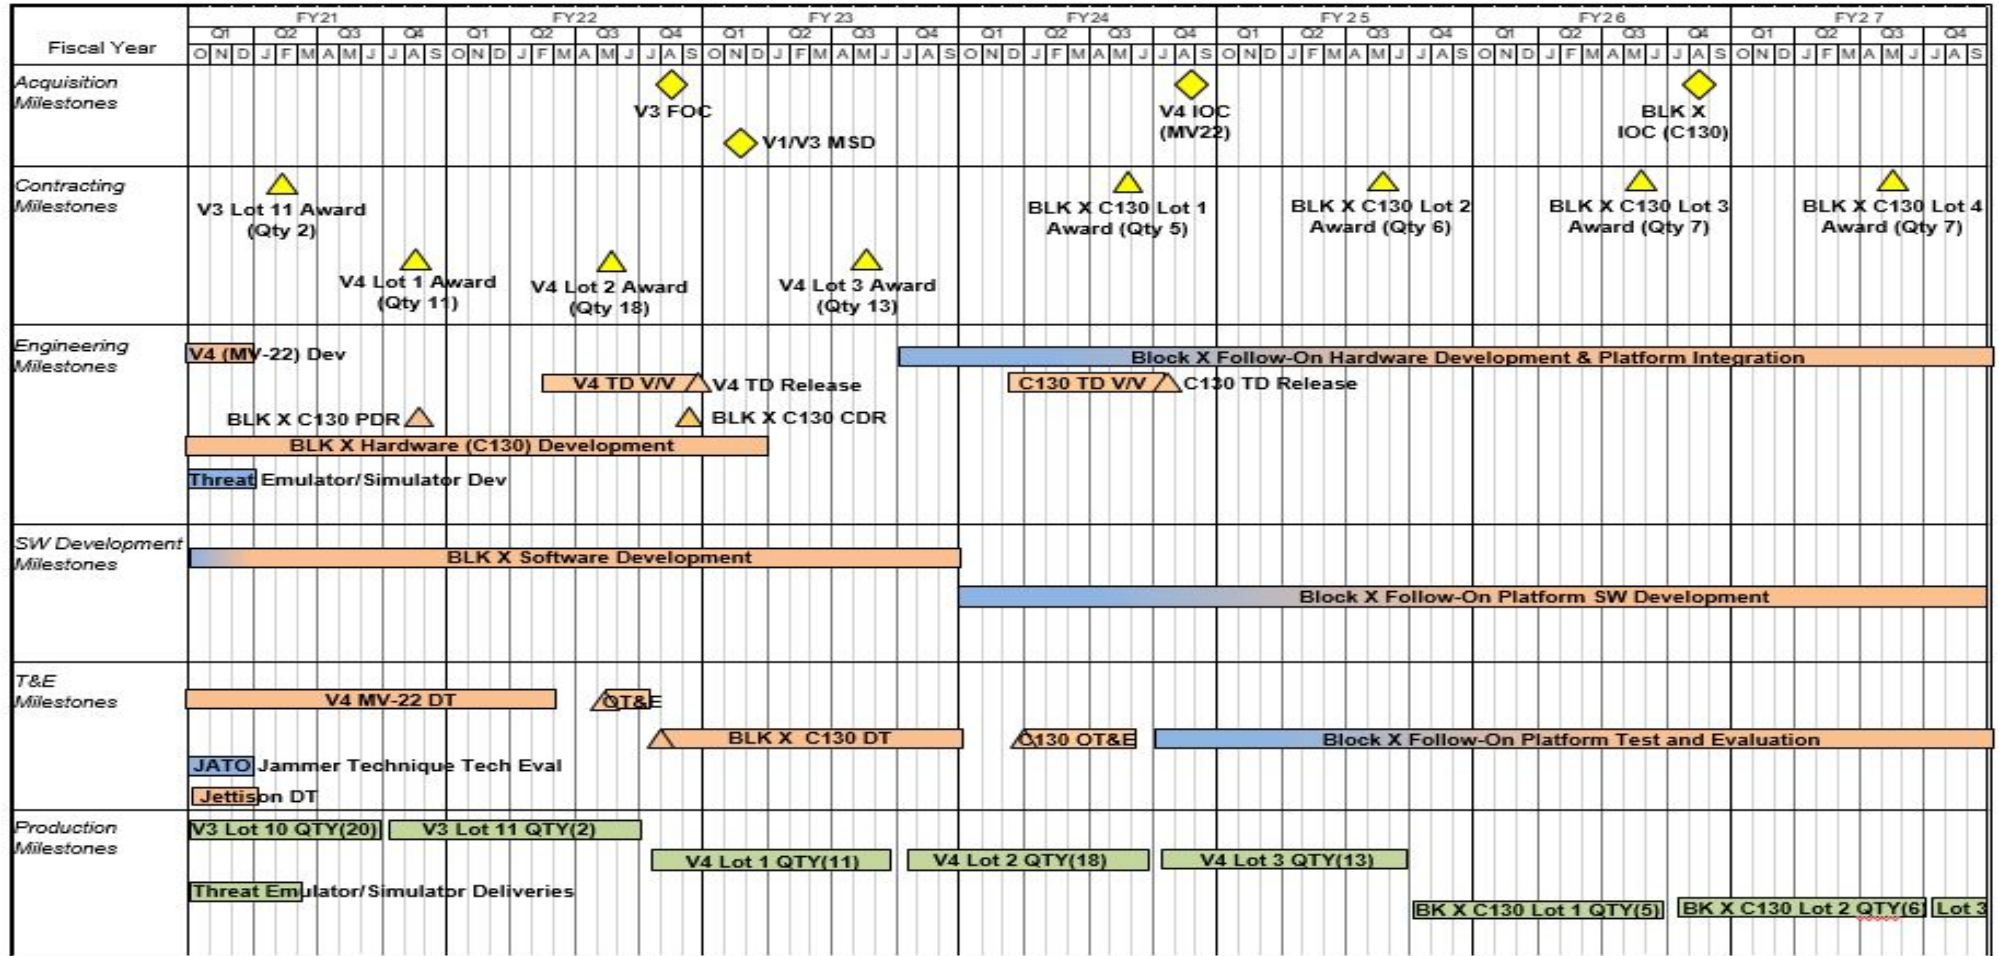 FY21 FY22 FY23 FY24 FY25 FY26 FY27
Fiscal Year
Q1 Q2 Q3 Q4 Q1 Q2 Q3 Q4 Q1 Q2 Q3 Q4 Q1 Q2 Q3 Q4 Q1 Q2 Q3 Q4 Q1 Q2 Q3 Q4 Q1 Q2 Q3 Q4
O N D J F M A M J J A S O N D J F M A M J J A S O N D J F M A M J J A S O N D J F M A M J J A S O N D J F M A M J J A S O N D J F M A M J J A S O N D J F M A M J J A S
Acquisition
Milestones
V3 FOC
V1/V3 MSD
V4 IOC
(MV22)
BLK X
IOC (C130)
Contracting
Milestones
V3 Lot 11 Award
(Qty 2)
V4 Lot 1 Award
(Qty 11)
V4 Lot 2 Award
(Qty 18)
V4 Lot 3 Award
(Qty 13)
BLK X C130 Lot 1
Award (Qty 5)
BLK X C130 Lot 2
Award (Qty 6)
BLK X C130 Lot 3
Award (Qty 7)
BLK X C130 Lot 4
Award (Qty 7)
Engineering
Milestones
V4 (MV-22) Dev
Block X Follow-On Hardware Development & Platform Integration
V4 TD V/V
V4 TD Release
C130 TD V/V
C130 TD Release
BLK X C130 PDR
BLK X C130 CDR
BLK X Hardware (C130) Development
Threat Emulator/Simulator Dev
SW Development
Milestones
BLK X Software Development
Block X Follow-On Platform SW Development
T&E
Milestones
V4 MV-22 DT
OT&E
BLK X C130 DT
C130 OT&E
Block X Follow-On Platform Test and Evaluation
JATO Jammer Technique Tech Eval
Jettison DT
Production
Milestones
V3 Lot 10 QTY(20)
V3 Lot 11 QTY(2)
V4 Lot 1 QTY(11)
V4 Lot 2 QTY(18)
V4 Lot 3 QTY(13)
Threat Emulator/Simulator Deliveries
BK X C130 Lot 1 QTY(5)
BK X C130 Lot 2 QTY(6)
Lot 3